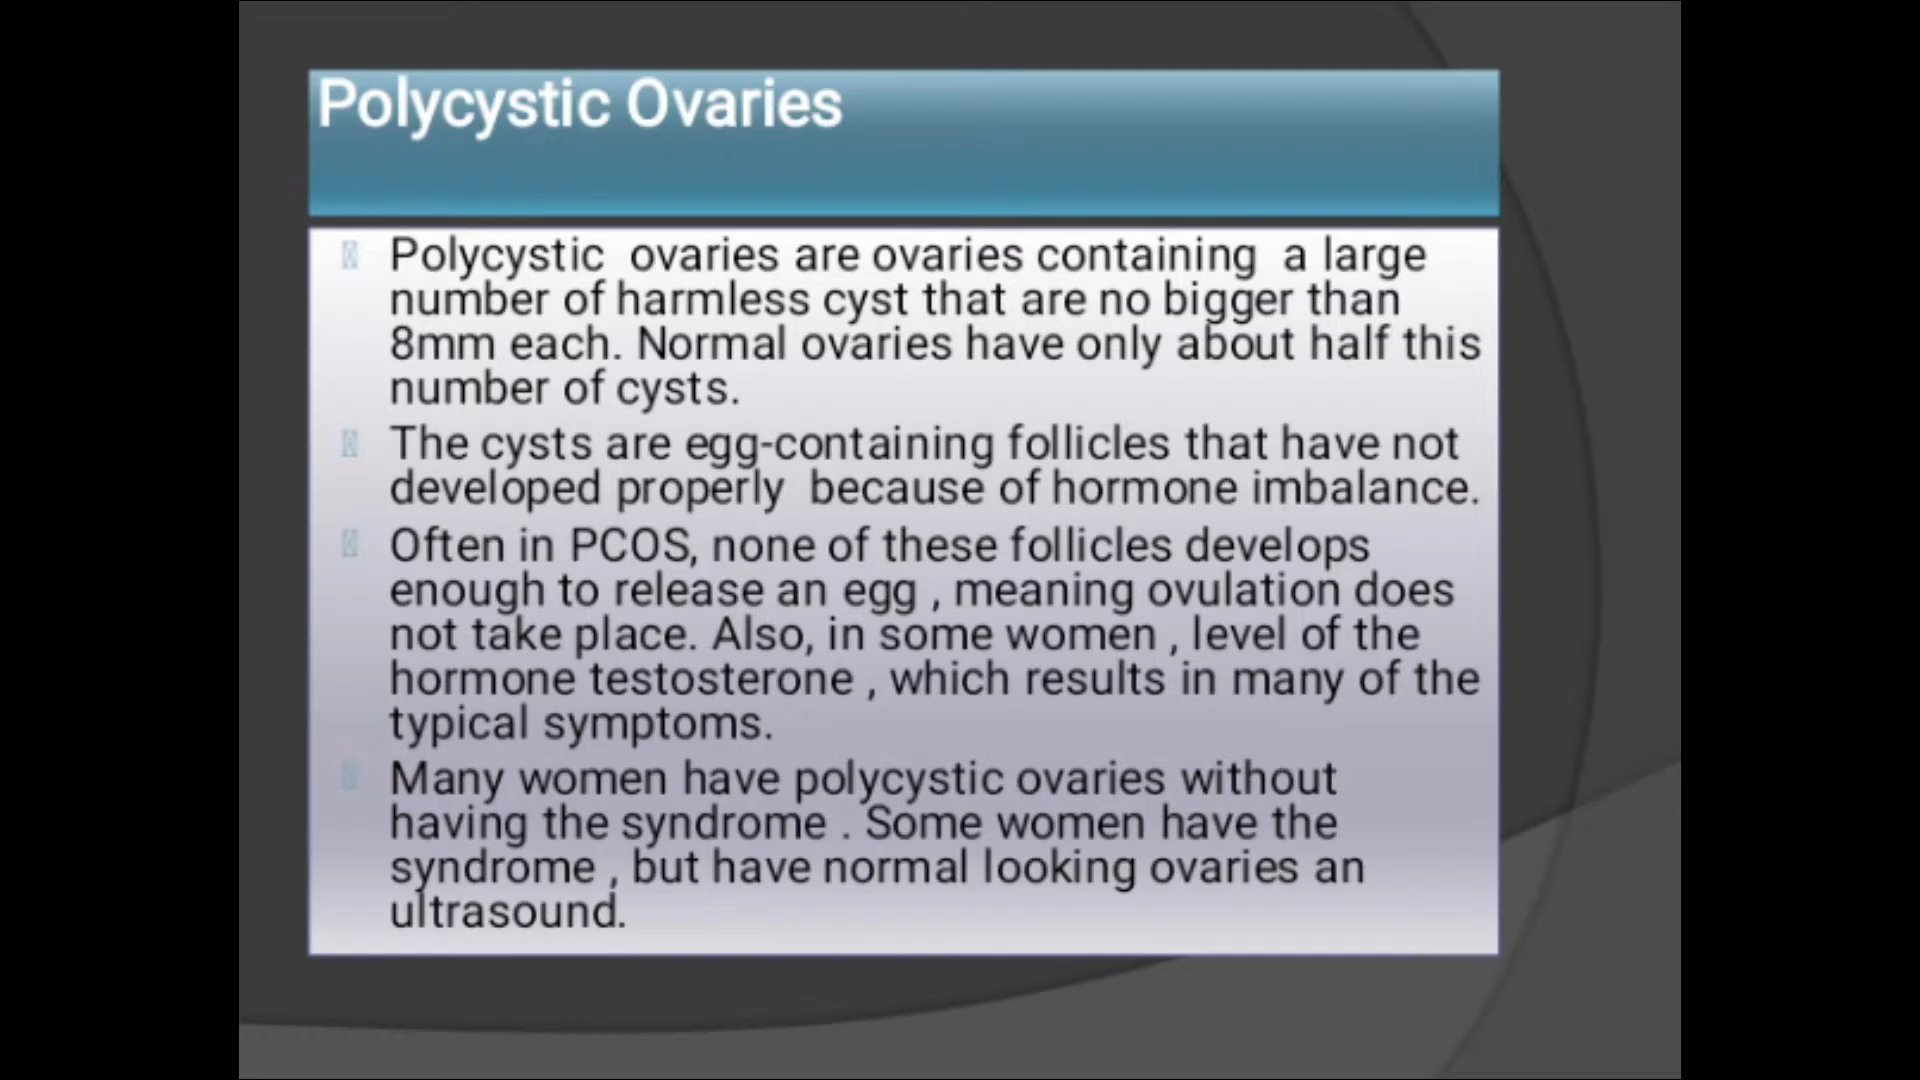 Polycystic Ovaries
Polycystic ovaries are ovaries containing a large
number of harmless cyst that are no bigger than
8mm each. Normal ovaries have only about half this
number of cysts.
The cysts are egg-containing follicles that have not
developed properly because of hormone imbalance.
Often in PCOS, none of these follicles develops
enough to release an egg , meaning ovulation does
not take place. Also, in some women , level of the
hormone testosterone , which results in many of the
typical symptoms.
Many women have polycystic ovaries without
having the syndrome . Some women have the
syndrome , but have normal looking ovaries an
ultrasound.